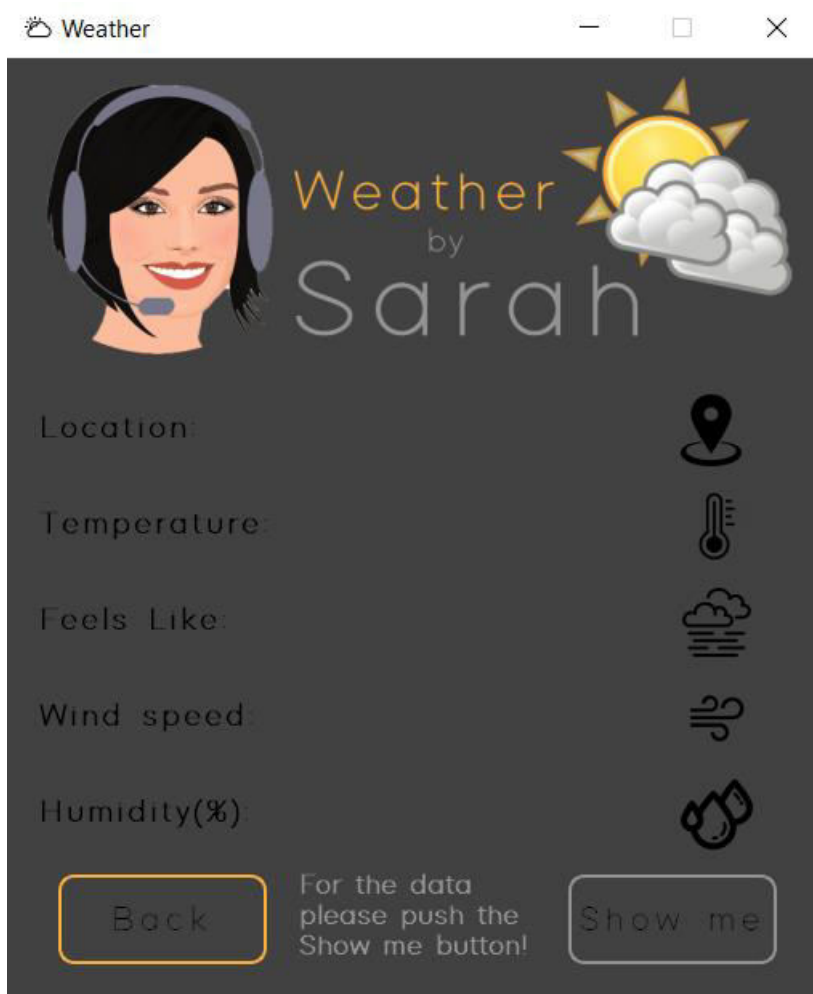 Weather
Weather
by
Sarah
Location:
Temperature:
Feels Like:
Wind speed:
Humidity(%):
Back
For the data
please push the
Show me button!
Show me